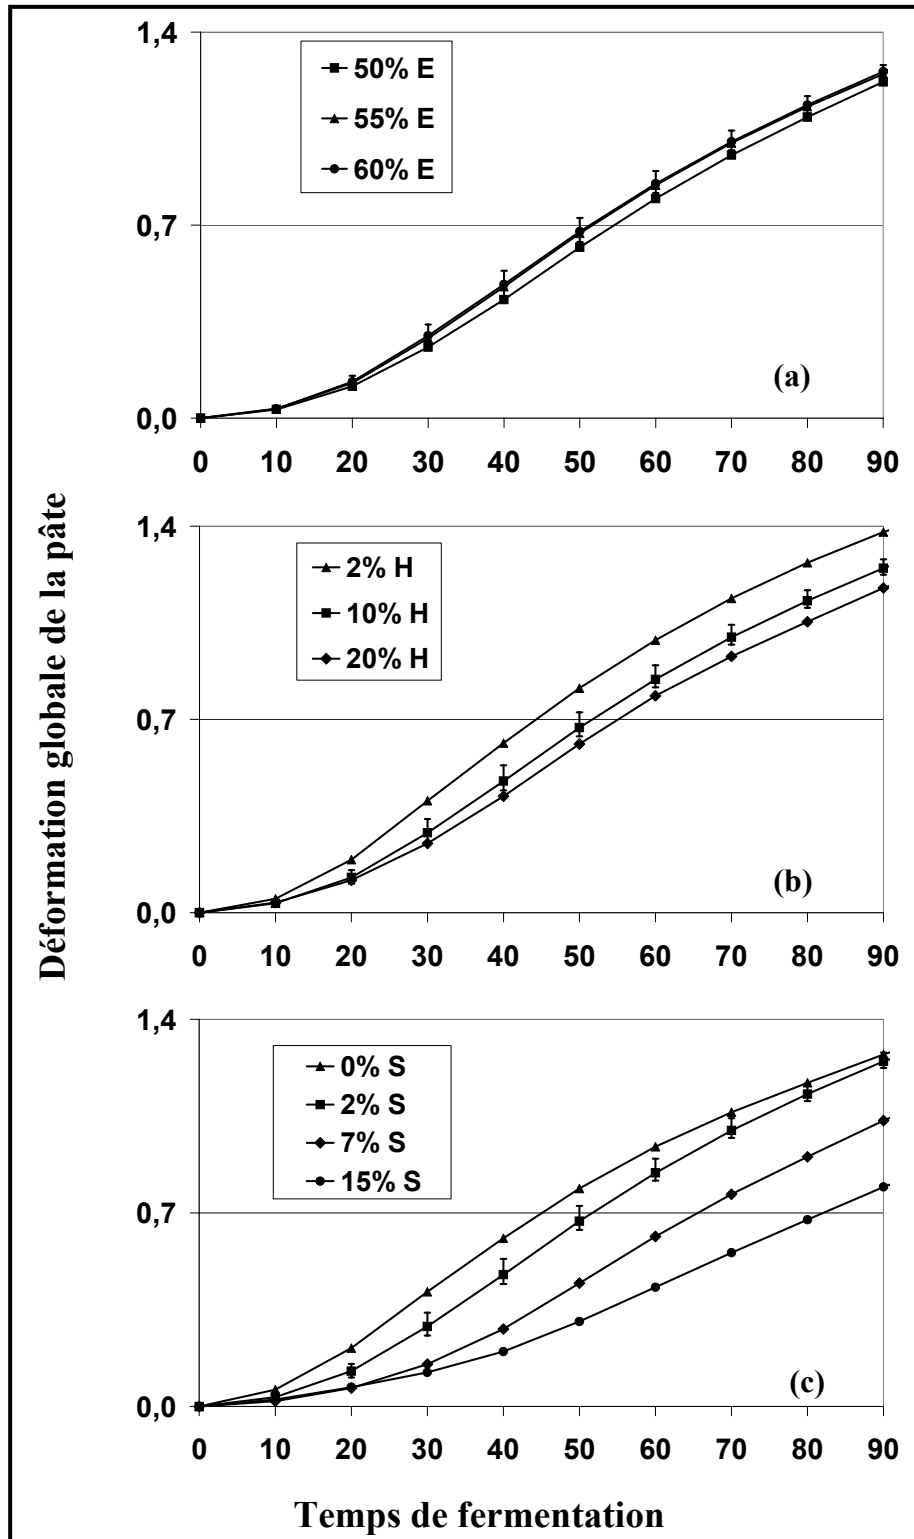 1,4
50% E
55% E
60% E
0,7
(a)
0,0
0 10 20 30 40 50 60 70 80 90
1,4
2% H
10% H
20% H
0,7
(b)
0,0
0 10 20 30 40 50 60 70 80 90
Déformation globale de la pâte
1,4
0% S
2% S
7% S
15% S
0,7
(c)
0,0
0 10 20 30 40 50 60 70 80 90
Temps de fermentation